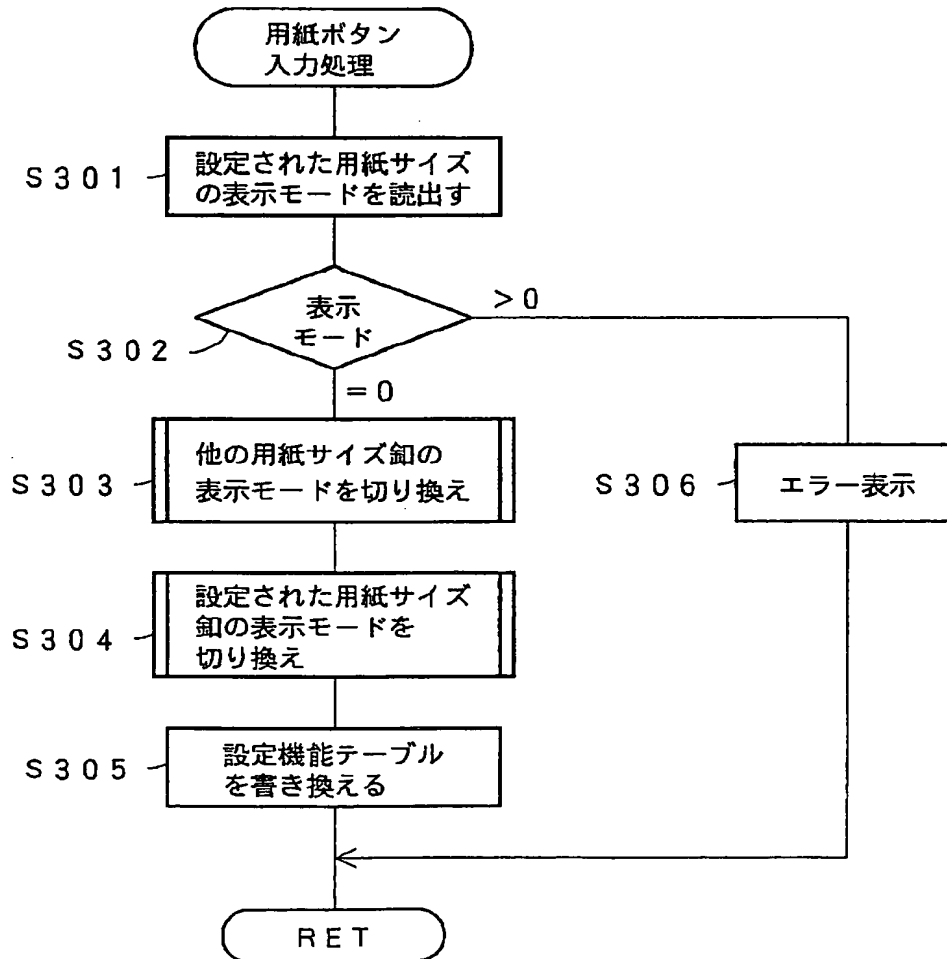 用紙ボタン
入力処理
S301
設定された用紙サイズ
の表示モードを読出す
S302
表示
モード
>0
=0
S303
他の用紙サイズ釦の
表示モードを切り換え
S306
エラー表示
S304
設定された用紙サイズ
釦の表示モードを
切り換え
S305
設定機能テーブル
を書き換える
RET